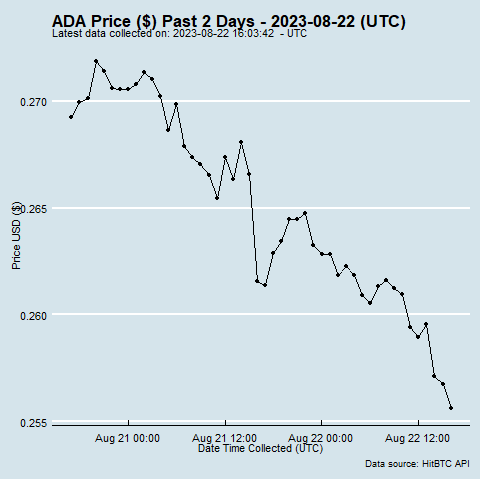 ADA Price ($) Past 2 Days - 2023-08-22 (UTC)
Latest data collected on: 2023-08-22 16:03:42 - UTC
0.270
0.265
0.260
0.255
Price USD ($)
Aug 21 00:00 Aug 21 12:00 Aug 22 00:00 Aug 22 12:00
Date Time Collected (UTC)
Data source: HitBTC API